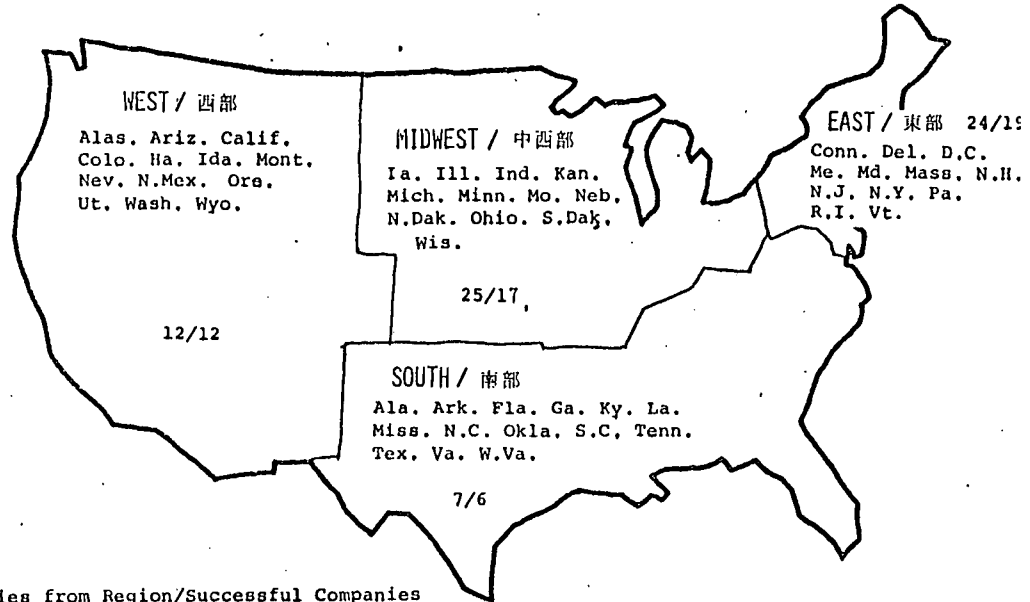 WEST / 西部
Alas. Ariz. Calif.
Colo. Ha. Ida. Mont.
Nev. N.Mex. Ore.
Ut. Wash. Wyo.
12/12
MIDWEST / 中西部
Ia. Ill. Ind. Kan.
Mich. Minn. Mo. Neb.
N.Dak. Ohio. S.Dak.
Wis.
25/17
EAST / 東部 24/19
Conn. Del. D.C.
Me. Md. Mass. N.H.
N.J. N.Y. Pa.
R.I. Vt.
SOUTH / 南部
Ala. Ark. Fla. Ga. Ky. La.
Miss. N.C. Okla. S.C. Tenn.
Tex. Va. W.Va.
7/6
from Region/Successful Companies